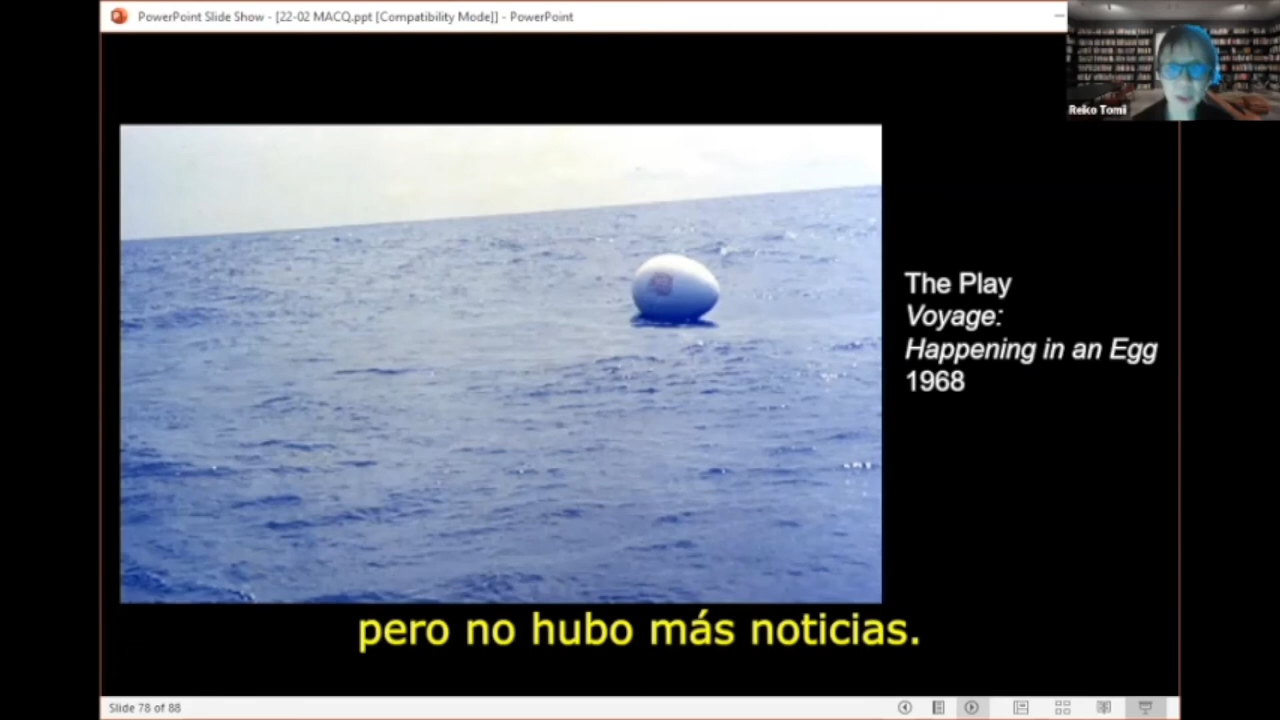 PowerPoint Slide Show - [22-02 MACQ.ppt [Compatibility Mode]] - PowerPoint
Reiko Tomii
The Play
Voyage:
Happening in an Egg
1968
pero no hubo más noticias.
Slide 78 of 88